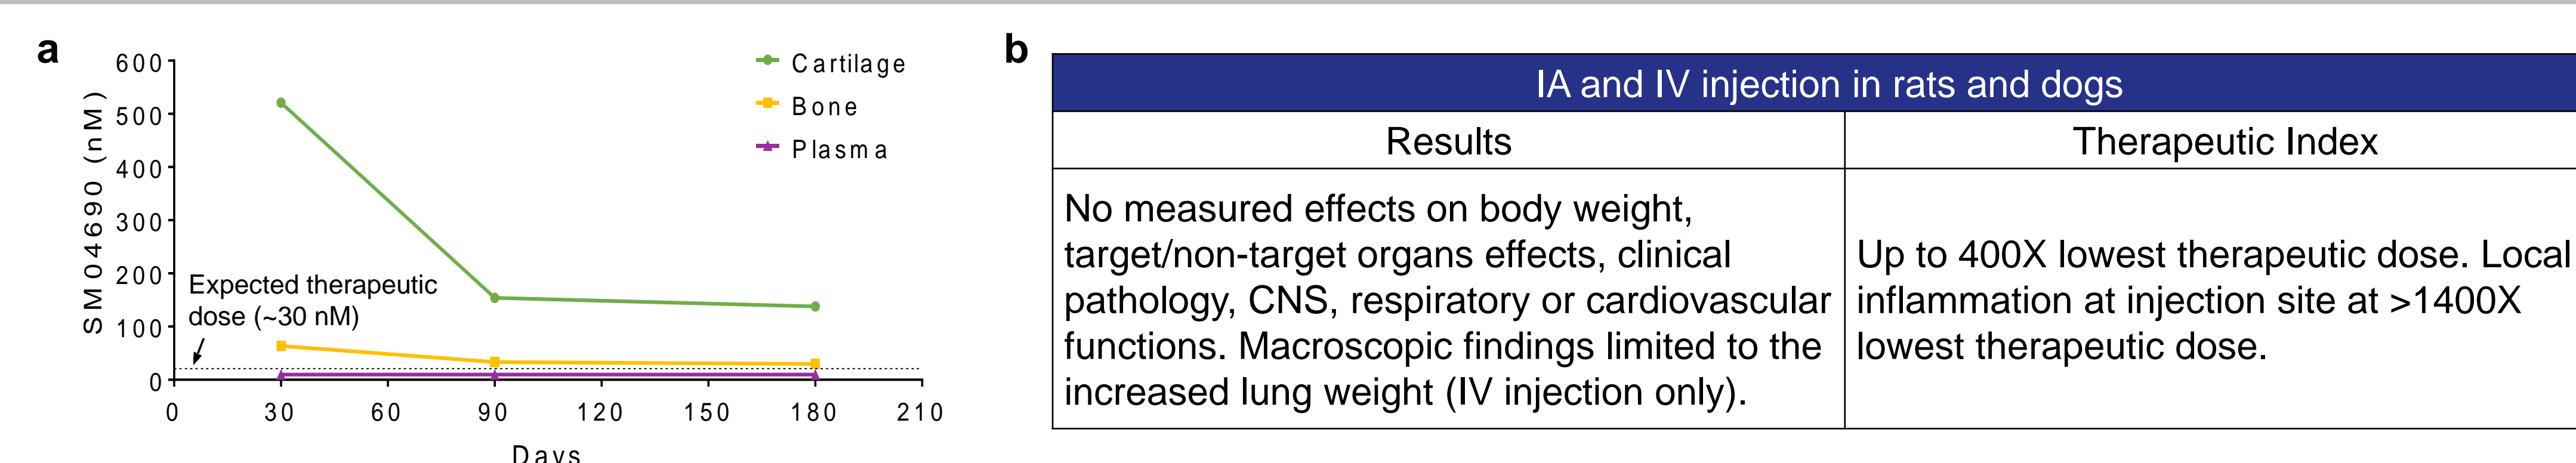 a
600
500
400
300
200
100
0
SM04690 (nM)
Cartilage
Bone
Plasma
Expected therapeutic
dose (~30 nM)
0 30 60 90 120 150 180 210
Days
b
IA and IV injection in rats and dogs
Results
Therapeutic Index
No measured effects on body weight,
target/non-target organs effects, clinical
pathology, CNS, respiratory or cardiovascular
functions. Macroscopic findings limited to the
increased lung weight (IV injection only).
Up to 400X lowest therapeutic dose. Local
inflammation at injection site at >1400X
lowest therapeutic dose.